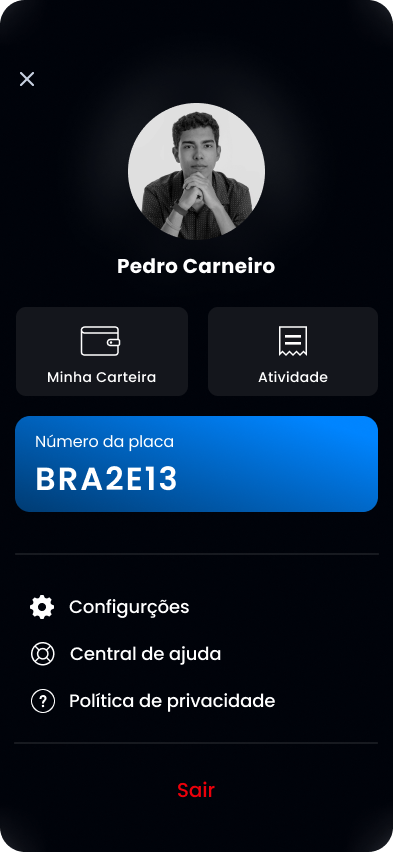 Pedro Carneiro
Minha Carteira
Atividade
Número da placa
BRA2E13
Configurções
Central de ajuda
Política de privacidade
Sair